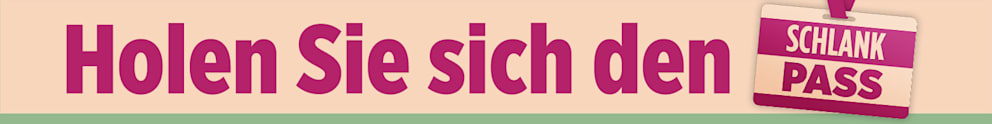 Holen Sie sich den
SCHLANK
PASS